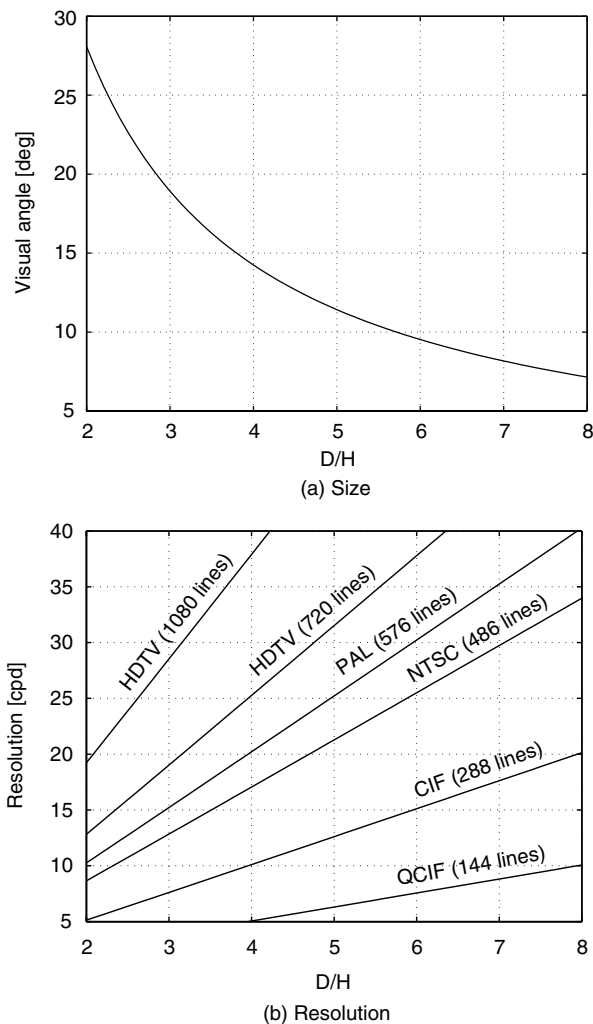 30
25
20
15
10
5
Visual angle [deg]
2 3 4 5 6 7 8
D/H
(a) Size
40
35
30
25
20
15
10
5
Resolution [cpd]
HDTV (1080 lines)
HDTV (720 lines)
PAL (576 lines)
NTSC (486 lines)
CIF (288 lines)
QCIF (144 lines)
2 3 4 5 6 7 8
D/H
(b) Resolution